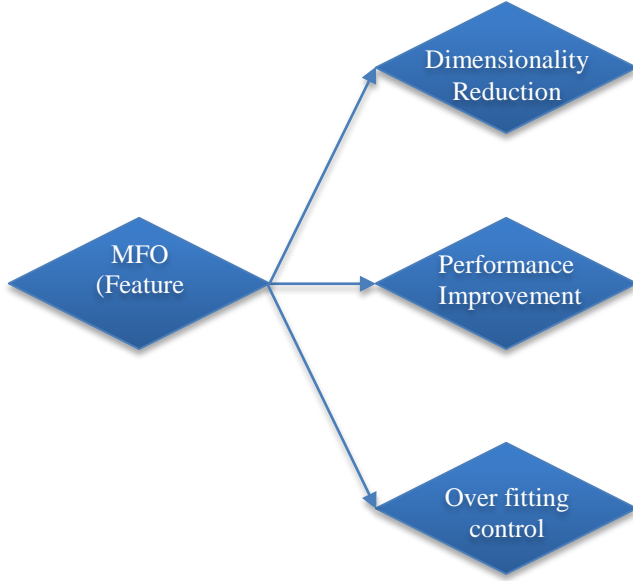 Dimensionality
Reduction
MFO
(Feature
Performance
Improvement
Over fitting
control